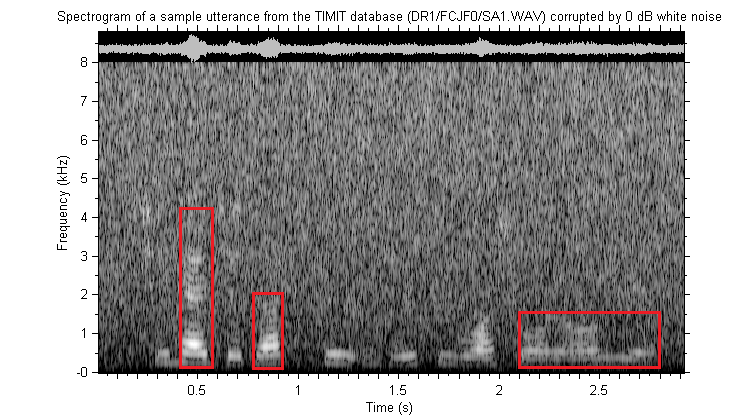 Spectrogram of a sample utterance from the TIMIT database (DR1/FCJF0/SA1.WAV) corrupted by 0 dB white noise
8
7
6
5
4
3
2
1
-0
Frequency (kHz)
0.5 1 1.5 2 2.5
Time (s)